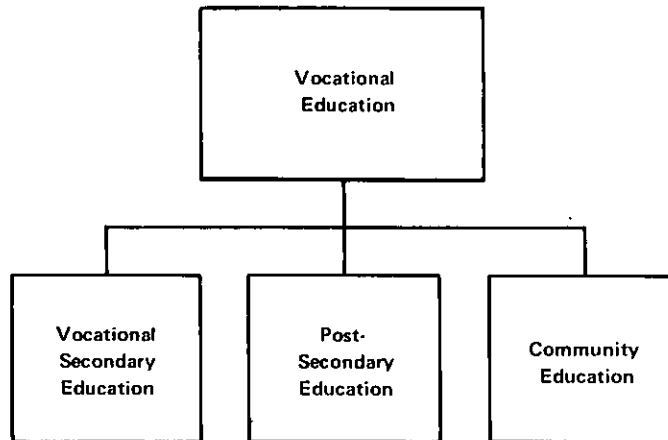 Vocational
Education
Vocational
Secondary
Education
Post-
Secondary
Education
Community
Education